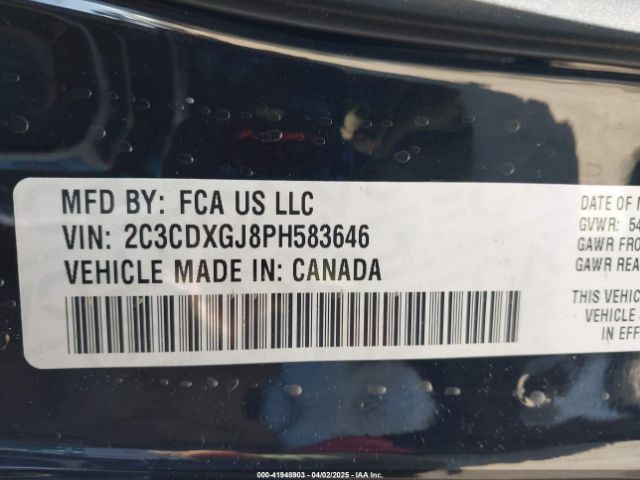 MFD BY: FCA US LLC
VIN: 2C3CDXGJ8PH583646
VEHICLE MADE IN: CANADA
DATE OF
GVWR: 54
GAWR
GAWR REA
THIS VEHIC
VEHICLE
IN EFF
000-41948903 - 04/02/2025 - IAA Inc.